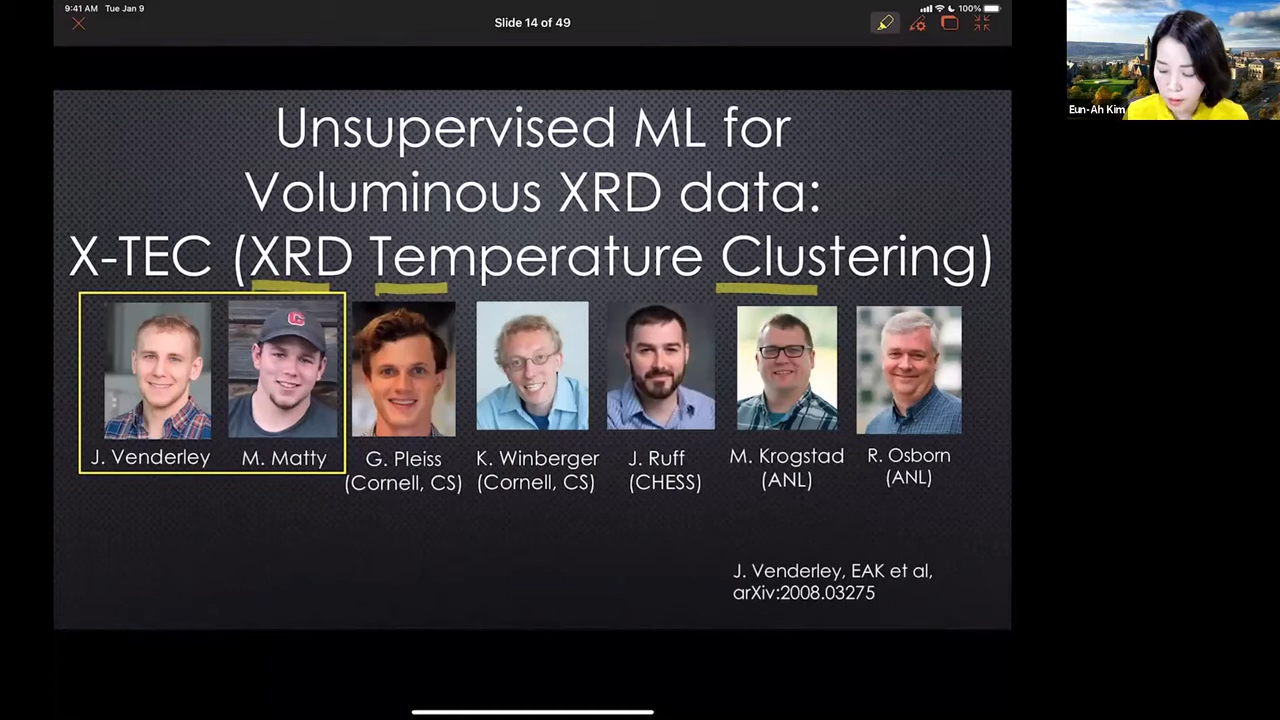 9:41 AM Tue Jan 9
100%
Slide 14 of 49
Eun-Ah Kim
Unsupervised ML for
Voluminous XRD data:
X-TEC (XRD Temperature Clustering)
C
J. Venderley
M. Matty
G. Pleiss
(Cornell, CS)
K. Winberger
(Cornell, CS)
J. Ruff
(CHESS)
M. Krogstad
(ANL)
R. Osborn
(ANL)
J. Venderley, EAK et al,
arXiv:2008.03275